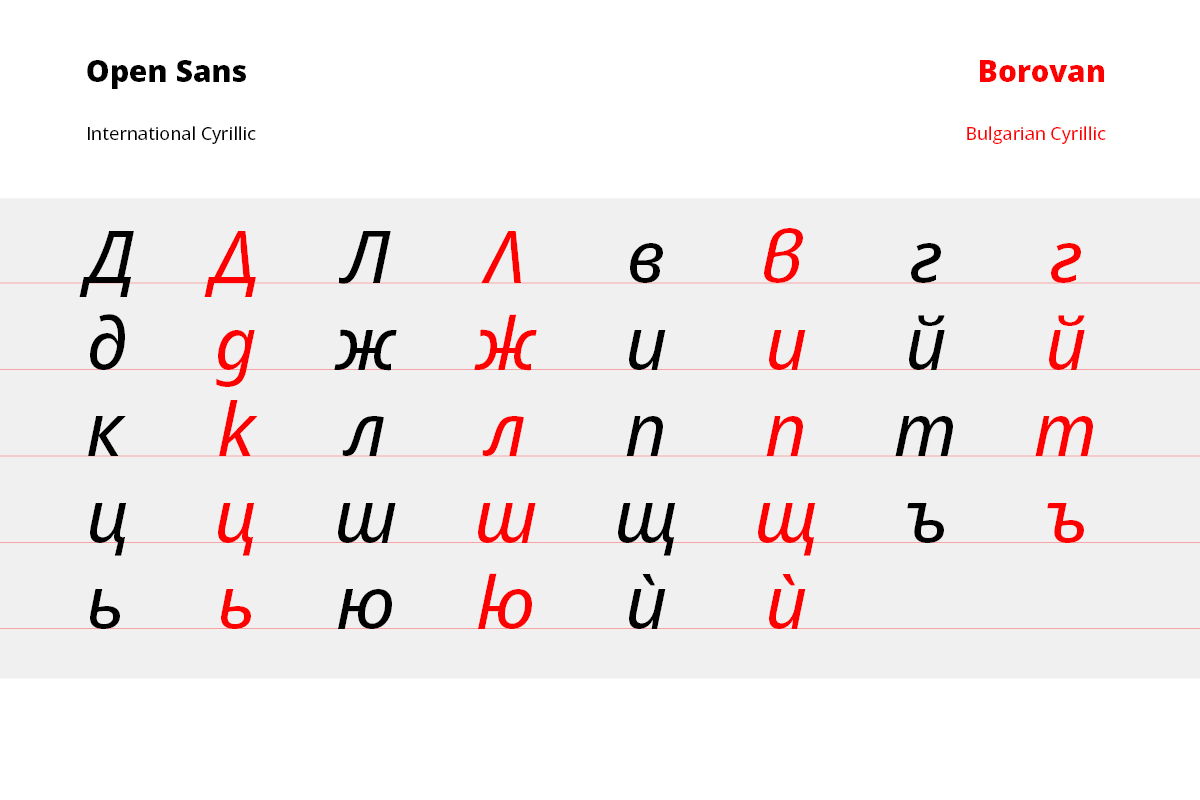 Open Sans Borovan
International Cyrillic Bulgarian Cyrillic
Д Д Л Л в в г г
д д ж ж и и й й
к к л л п п т т
ц ц ш ш щ щ ъ ъ
ь ь ю ю ѝ ѝ